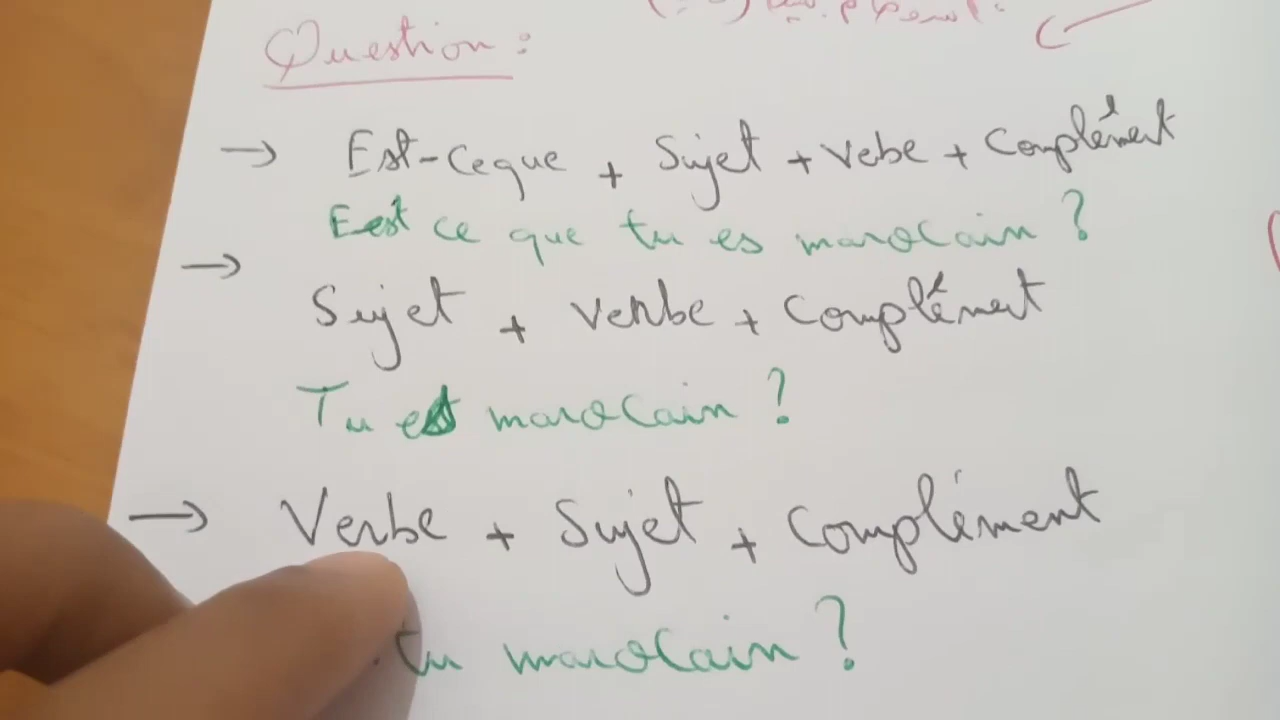 Question:
→ Est-ceque + Sujet + Vebe + Complément
Eest ce que tu es marocain ?
→ Sujet + Verbe + Complément
Tu es marocain ?
→ Verbe + Sujet + Complément
tu marocain ?